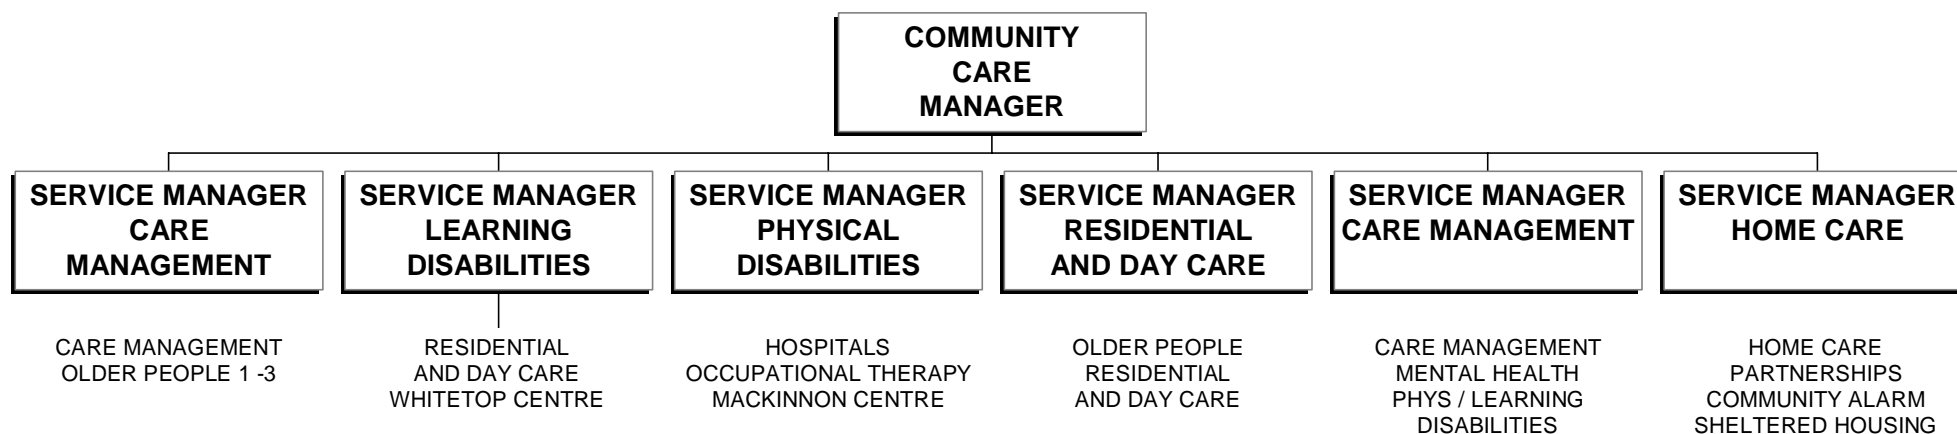 COMMUNITY
CARE
MANAGER
SERVICE MANAGER
CARE
MANAGEMENT
SERVICE MANAGER
LEARNING
DISABILITIES
SERVICE MANAGER
PHYSICAL
DISABILITIES
SERVICE MANAGER
RESIDENTIAL
AND DAY CARE
SERVICE MANAGER
CARE MANAGEMENT
SERVICE MANAGER
HOME CARE
CARE MANAGEMENT
OLDER PEOPLE 1 -3
RESIDENTIAL
AND DAY CARE
WHITETOP CENTRE
HOSPITALS
OCCUPATIONAL THERAPY
MACKINNON CENTRE
OLDER PEOPLE
RESIDENTIAL
AND DAY CARE
CARE MANAGEMENT
MENTAL HEALTH
PHYS / LEARNING
DISABILITIES
HOME CARE
PARTNERSHIPS
COMMUNITY ALARM
SHELTERED HOUSING